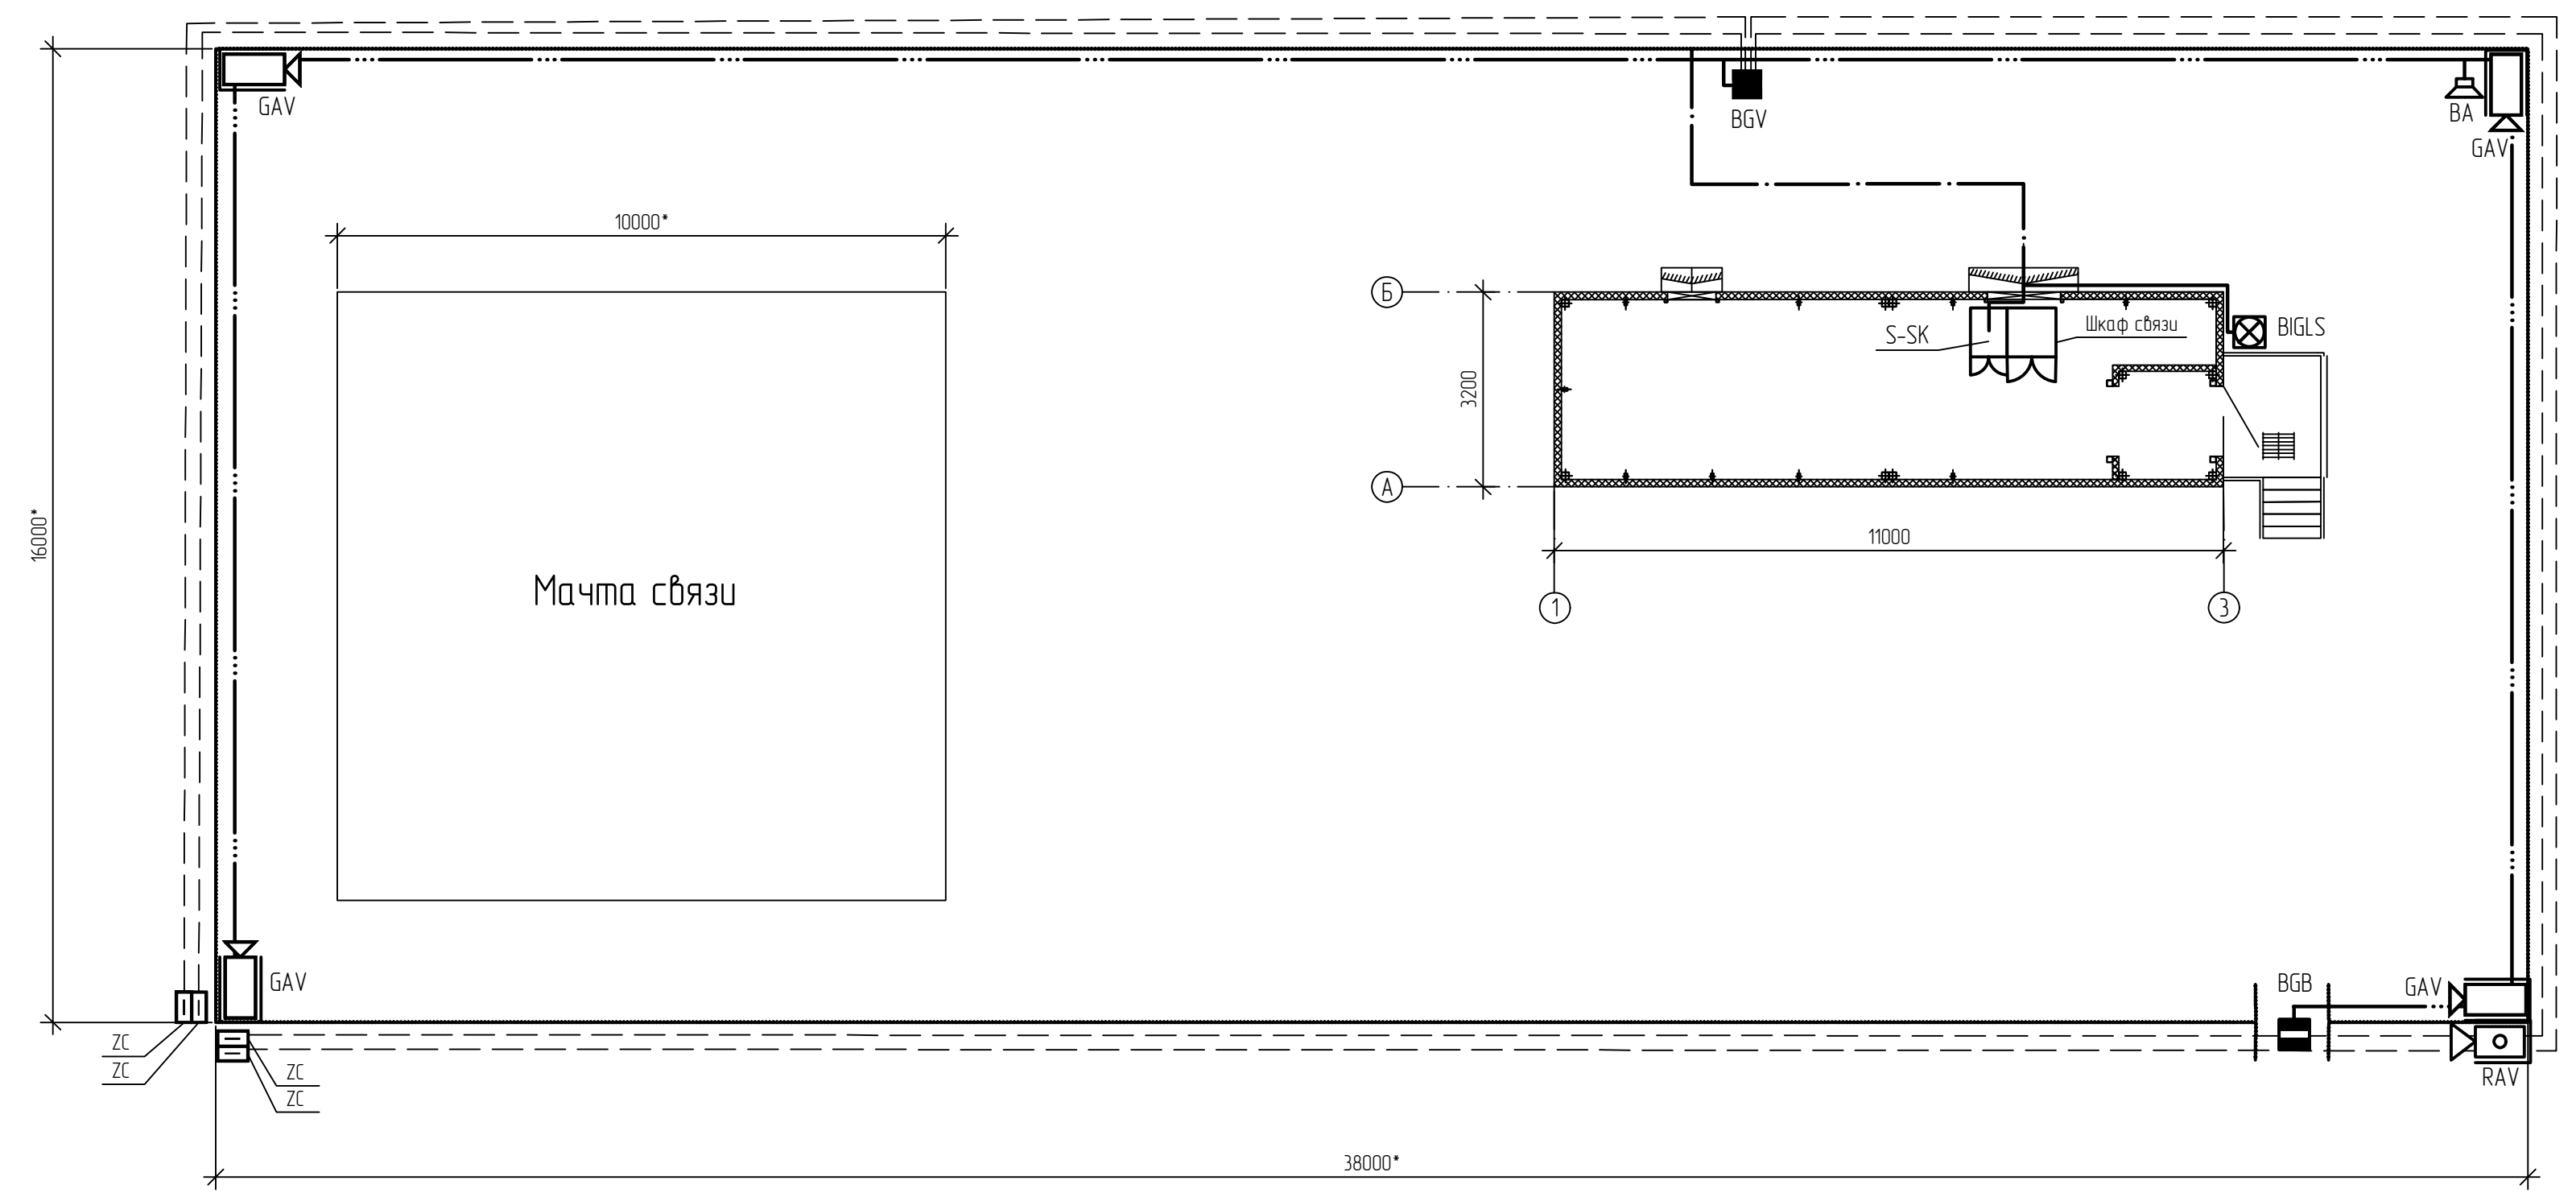 GAV
BGV
BA
GAV
10000*
Б
S-SK
Шкаф связи
BIGLS
3200
А
16000*
11000
Мачта связи
1
3
GAV
BGB
GAV
ZC
ZC
ZC
ZC
RAV
38000*